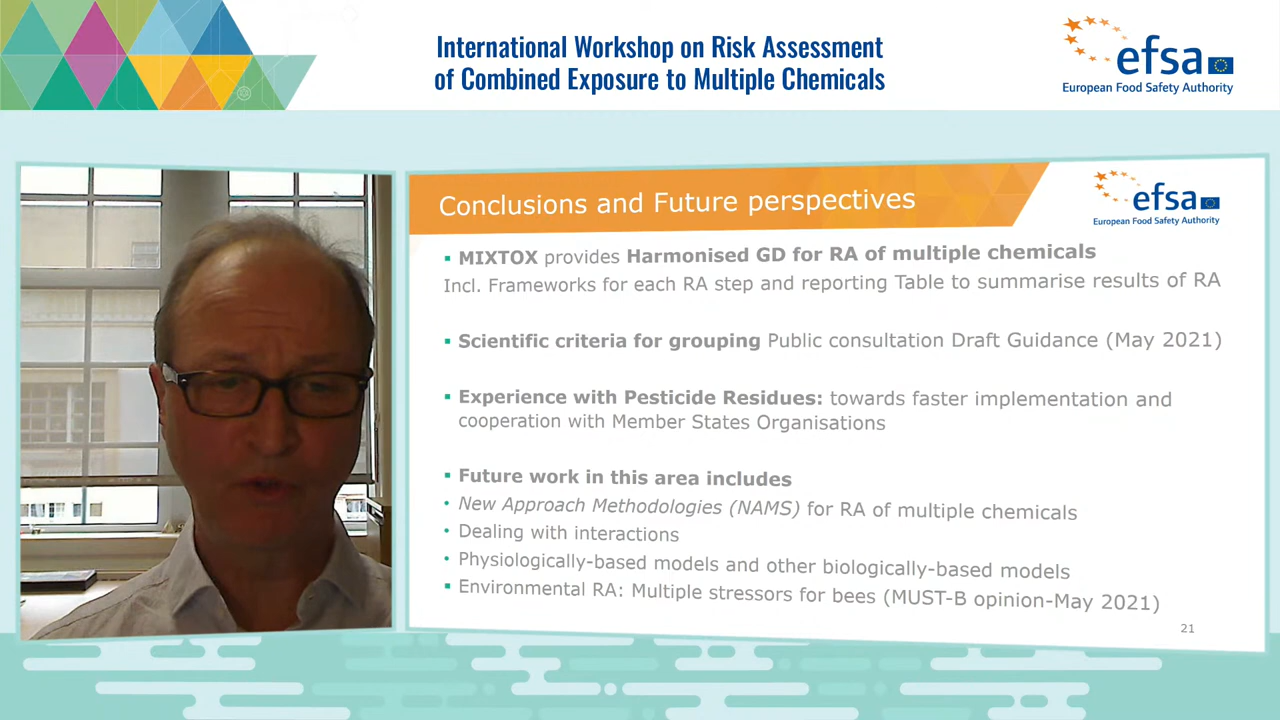 International Workshop on Risk Assessment
of Combined Exposure to Multiple Chemicals
efsa
European Food Safety Authority
Conclusions and Future perspectives
efsa
European Food Safety Authority
▪ MIXTOX provides Harmonised GD for RA of multiple chemicals
Incl. Frameworks for each RA step and reporting Table to summarise results of RA
▪ Scientific criteria for grouping Public consultation Draft Guidance (May 2021)
▪ Experience with Pesticide Residues: towards faster implementation and
cooperation with Member States Organisations
▪ Future work in this area includes
• New Approach Methodologies (NAMS) for RA of multiple chemicals
• Dealing with interactions
• Physiologically-based models and other biologically-based models
▪ Environmental RA: Multiple stressors for bees (MUST-B opinion-May 2021)
21